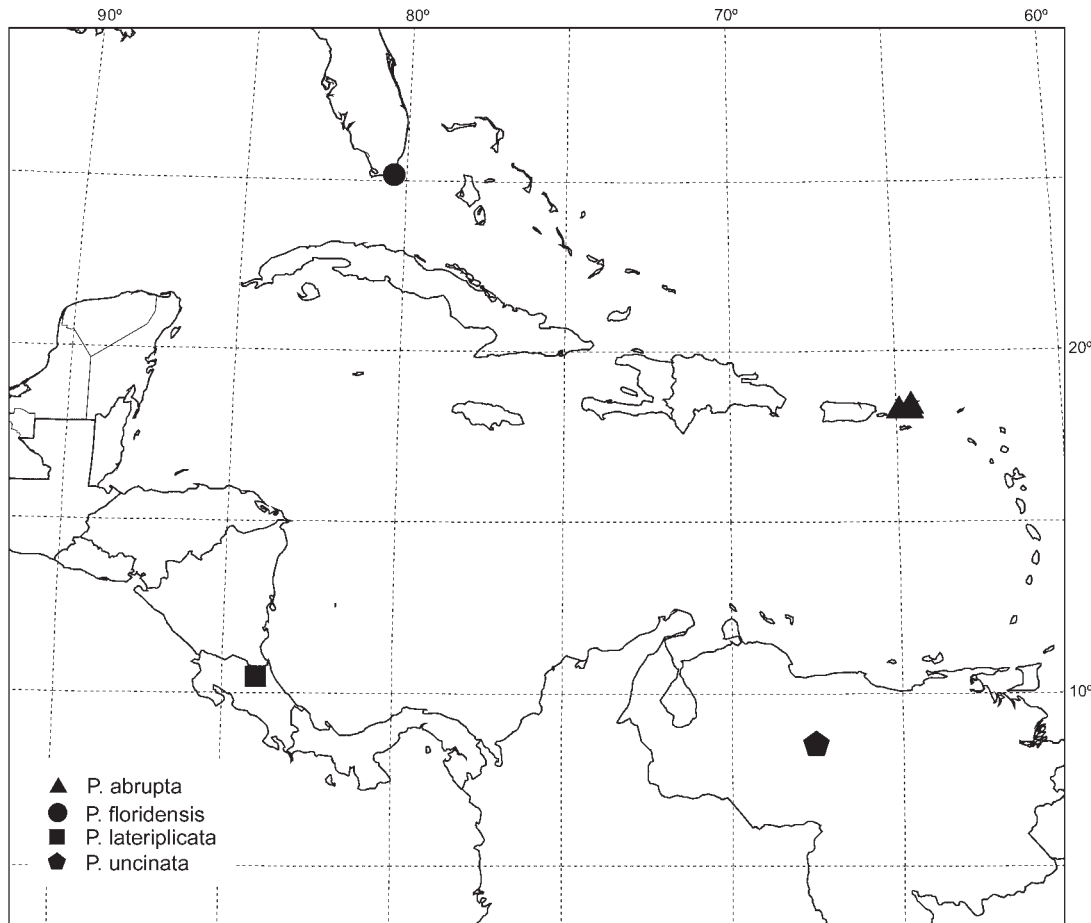 90º 80º 70º 60º
20º
10º
P. abrupta
P. floridensis
P. lateriplicata
P. uncinata